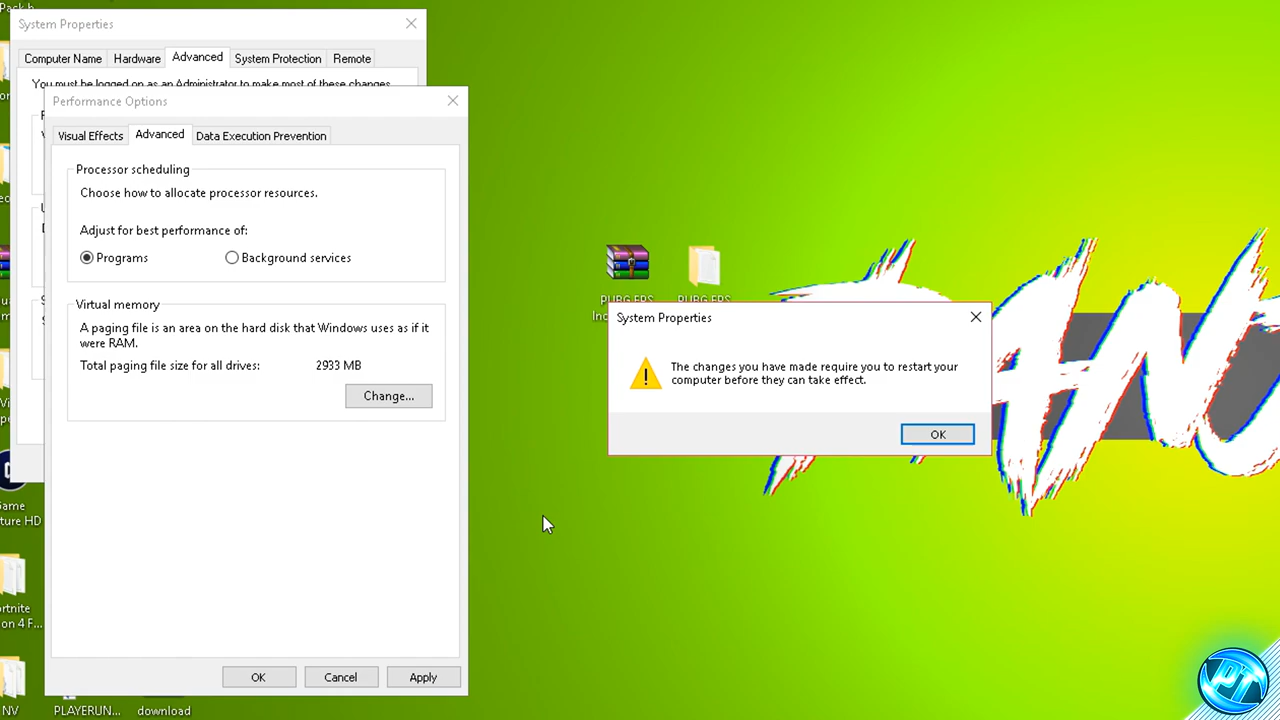 Pack h
System Properties
Computer Name
Hardware
Advanced
System Protection
Remote
You must be logged on as an Administrator to make most of these changes.
Performance Options
Visual Effects
Advanced
Data Execution Prevention
Processor scheduling
Choose how to allocate processor resources.
Adjust for best performance of:
Programs
Background services
Virtual memory
A paging file is an area on the hard disk that Windows uses as if it
were RAM.
Total paging file size for all drives:
2933 MB
Change...
OK
Cancel
Apply
PUBG FPS
PUBG FPS
System Properties
The changes you have made require you to restart your
computer before they can take effect.
OK
Game
ture HD
ortnite
on 4 F...
NV
PLAYERUN...
download
PT